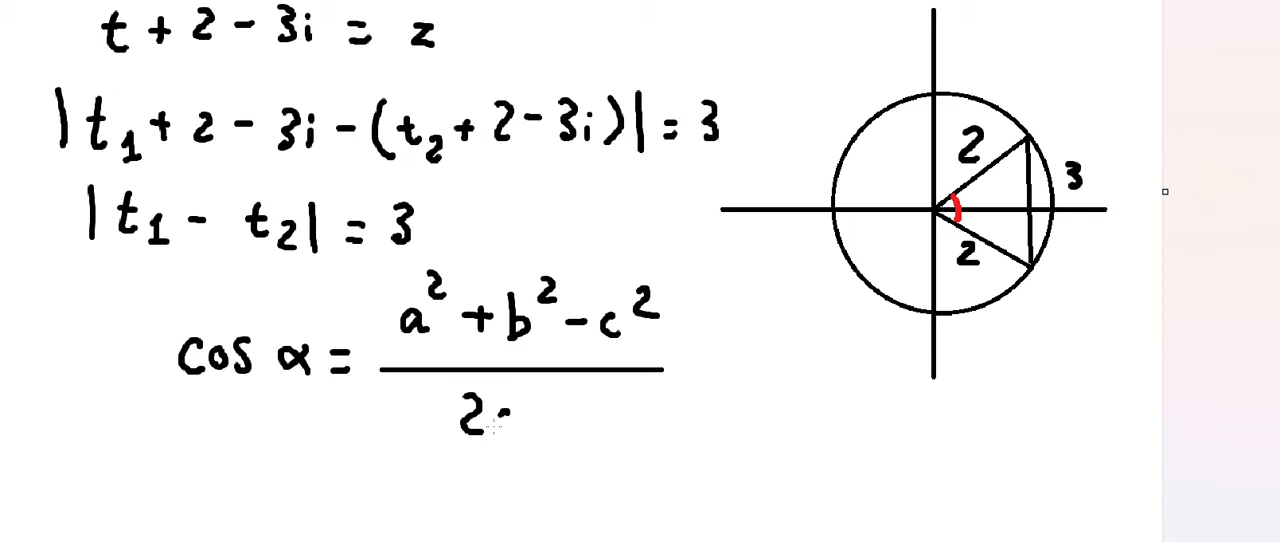 t + 2 - 3i = z
|t₁ + 2 - 3i - (t₂ + 2 - 3i)| = 3
|t₁ - t₂| = 3
cos α = a² + b² - c²
2
2
3
2